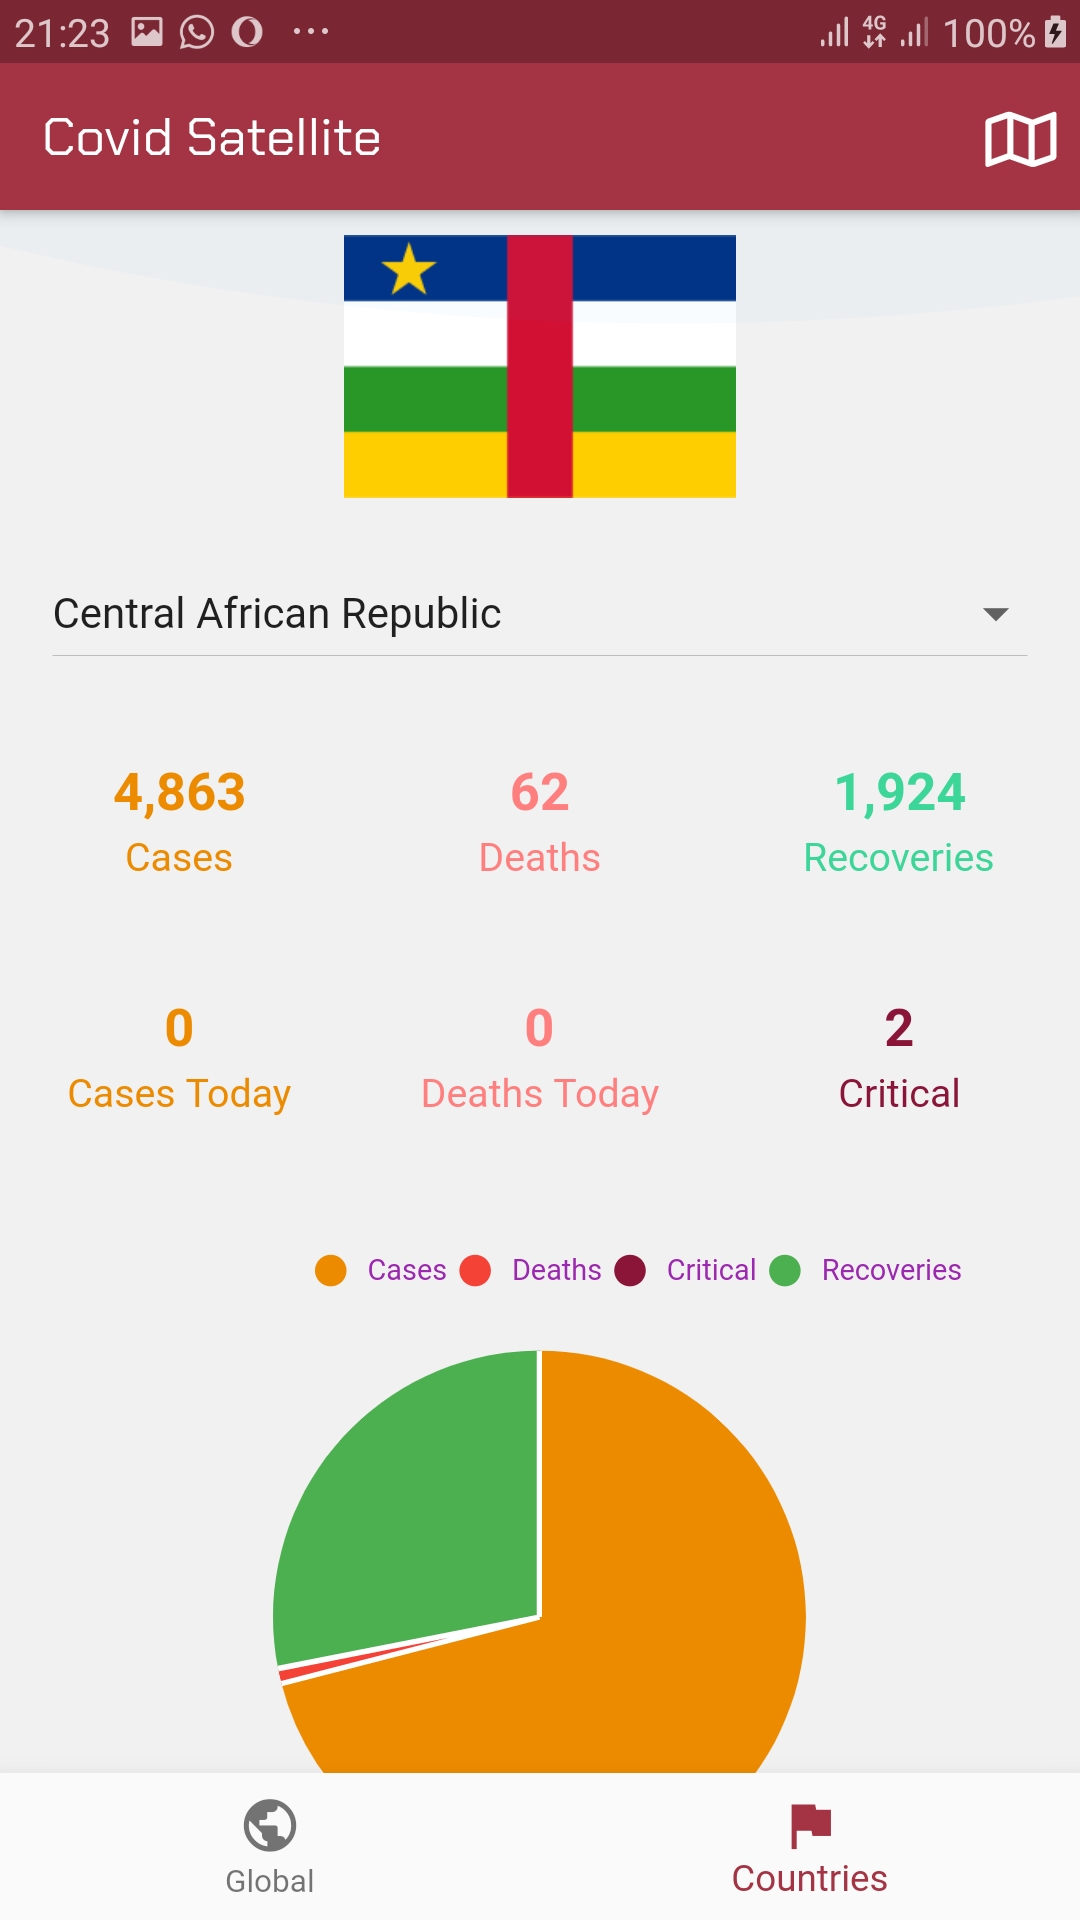 21:23 4G 100%
Covid Satellite
Central African Republic
4,863 62 1,924
Cases Deaths Recoveries
0 0 2
Cases Today Deaths Today Critical
Cases Deaths Critical Recoveries
Global Countries